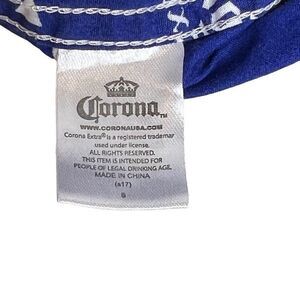 Corona
WWW.CORONAUSA.COM
Corona Extra® is a registered trademar
used under license.
ALL RIGHTS RESERVED.
THIS ITEM IS INTENDED FOR
PEOPLE OF LEGAL DRINKING AGE.
MADE IN CHINA
(s17)